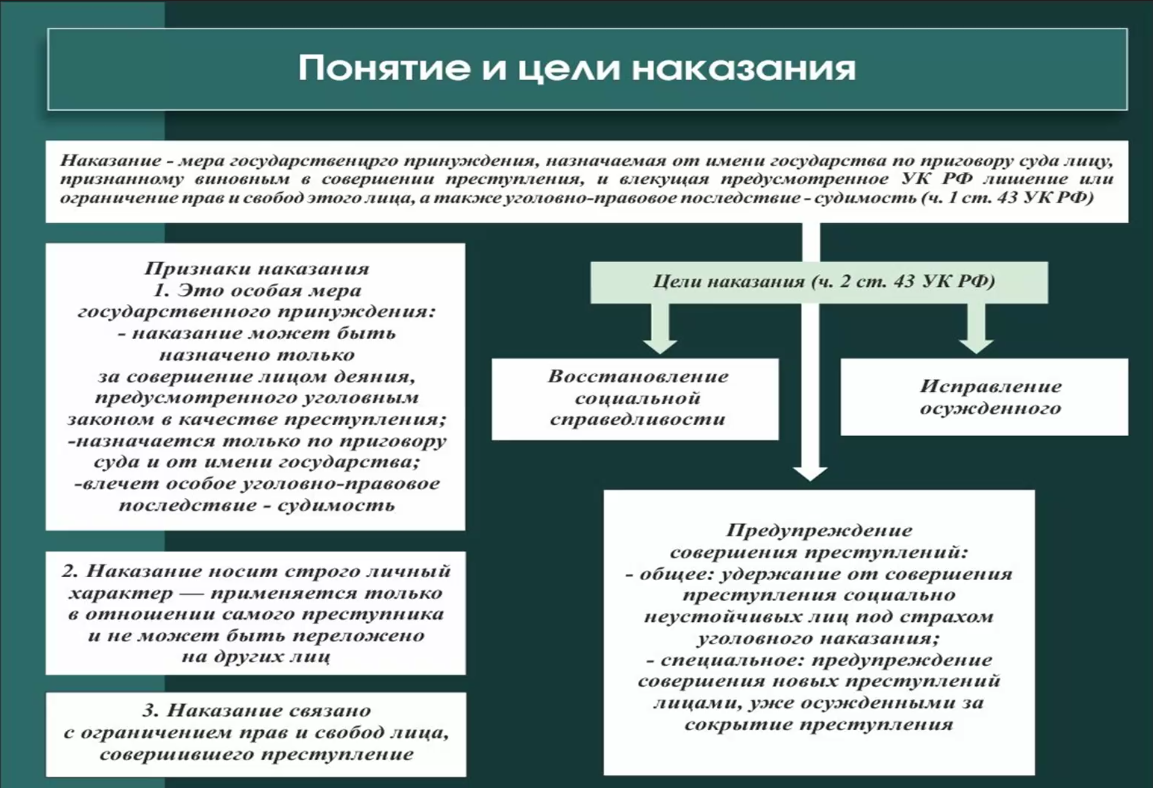 Понятие и цели наказания
Наказание - мера государственцрго принуждения, назначаемая от имени государства по приговору суда лицу,
признанному виновным в совершении преступления, и влекущая предусмотренное УК РФ лишение или
ограничение прав и свобод этого лица, а также уголовно-правовое последствие - судимость (ч. 1 ст. 43 УК РФ)
Признаки наказания
1. Это особая мера
государственного принуждения:
- наказание может быть
назначено только
за совершение лицом деяния,
предусмотренного уголовным
законом в качестве преступления;
-назначается только по приговору
суда и от имени государства;
-влечет особое уголовно-правовое
последствие - судимость
2. Наказание носит строго личный
характер — применяется только
в отношении самого преступника
и не может быть переложено
на других лиц
3. Наказание связано
с ограничением прав и свобод лица,
совершившего преступление
Цели наказания (ч. 2 ст. 43 УК РФ)
Восстановление
социальной
справедливости
Исправление
осужденного
Предупреждение
совершения преступлений:
- общее: удержание от совершения
преступления социально
неустойчивых лиц под страхом
уголовного наказания;
- специальное: предупреждение
совершения новых преступлений
лицами, уже осужденными за
сокрытие преступления